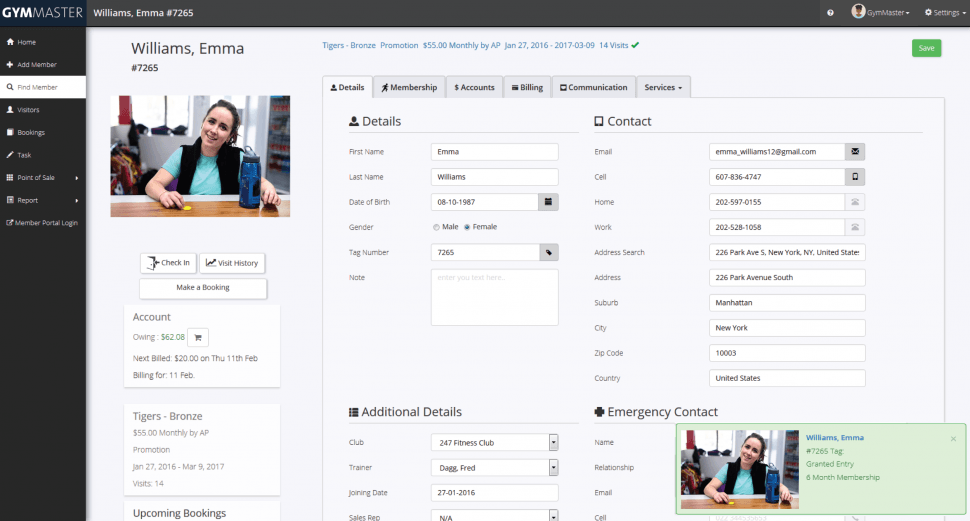 GYMMASTER
Williams, Emma #7265
GymMaster
Settings
Home
Add Member
Find Member
Visitors
Bookings
Task
Point of Sale
Report
Member Portal Login
Williams, Emma
#7265
Check In
Visit History
Make a Booking
Account
Owing : $62.08
Next Billed: $20.00 on Thu 11th Feb
Billing for: 11 Feb.
Tigers - Bronze
$55.00 Monthly by AP
Promotion
Jan 27, 2016 - Mar 9, 2017
Visits: 14
Upcoming Bookings
Tigers - Bronze Promotion $55.00 Monthly by AP Jan 27, 2016 - 2017-03-09 14 Visits
Save
Details
Membership
$ Accounts
Billing
Communication
Services
Details
First Name Emma
Last Name Williams
Date of Birth 08-10-1987
Gender Male Female
Tag Number 7265
Note enter you text here...
Contact
Email emma_williams12@gmail.com
Cell 607-836-4747
Home 202-597-0155
Work 202-528-1058
Address Search 226 Park Ave S, New York, NY, United States
Address 226 Park Avenue South
Suburb Manhattan
City New York
Zip Code 10003
Country United States
Additional Details
Club 247 Fitness Club
Trainer Dagg, Fred
Joining Date 27-01-2016
Sales Rep N/A
Emergency Contact
Name
Relationship
Email
Cell
Williams, Emma
#7265 Tag:
Granted Entry
6 Month Membership